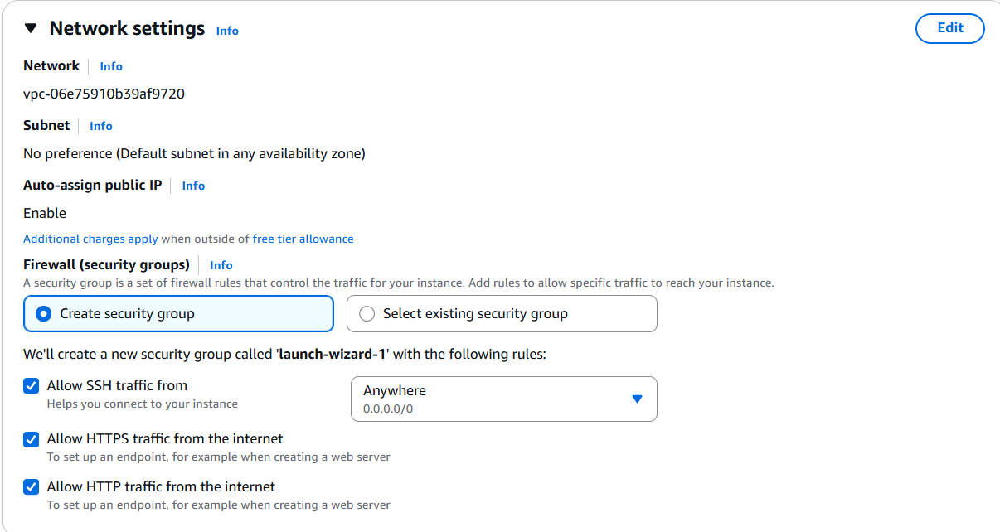 Network settings Info
Edit
Network Info
vpc-06e75910b39af9720
Subnet Info
No preference (Default subnet in any availability zone)
Auto-assign public IP Info
Enable
Additional charges apply when outside of free tier allowance
Firewall (security groups) Info
A security group is a set of firewall rules that control the traffic for your instance. Add rules to allow specific traffic to reach your instance.
Create security group
Select existing security group
We'll create a new security group called 'launch-wizard-1' with the following rules:
Allow SSH traffic from
Helps you connect to your instance
Anywhere
0.0.0.0/0
Allow HTTPS traffic from the internet
To set up an endpoint, for example when creating a web server
Allow HTTP traffic from the internet
To set up an endpoint, for example when creating a web server